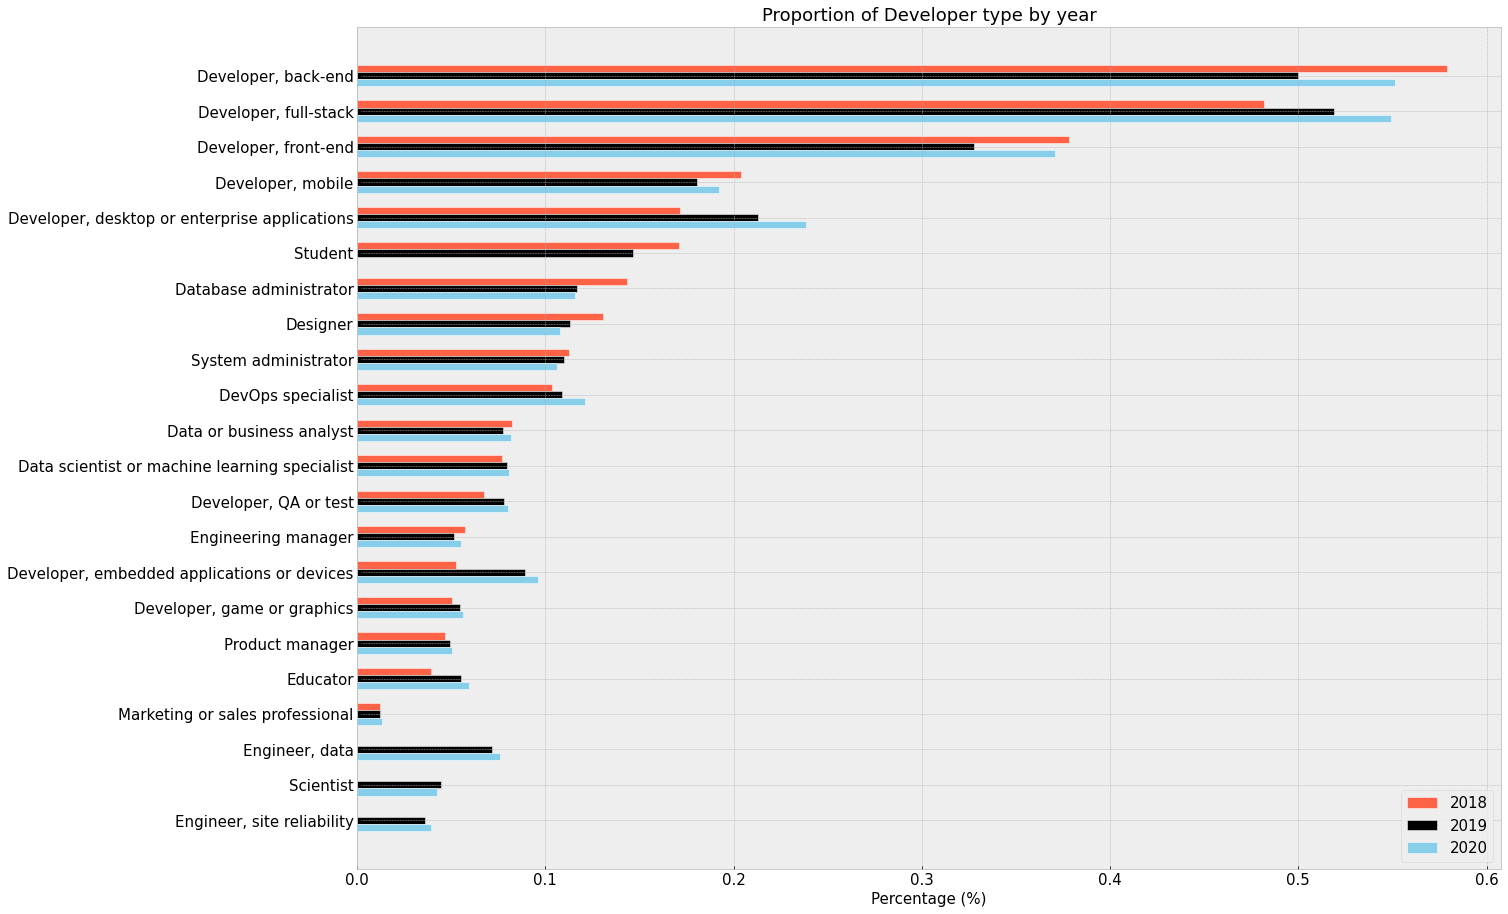 Proportion of Developer type by year
Developer, back-end
Developer, full-stack
Developer, front-end
Developer, mobile
Developer, desktop or enterprise applications
Student
Database administrator
Designer
System administrator
DevOps specialist
Data or business analyst
Data scientist or machine learning specialist
Developer, QA or test
Engineering manager
Developer, embedded applications or devices
Developer, game or graphics
Product manager
Educator
Marketing or sales professional
Engineer, data
Scientist
Engineer, site reliability
2018
2019
2020
0.0 0.1 0.2 0.3 0.4 0.5 0.6
Percentage (%)